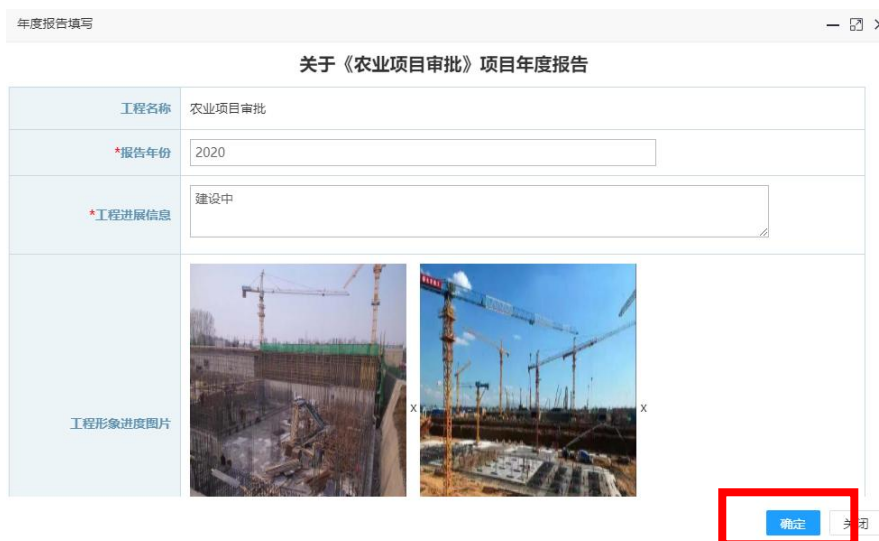 年度报告填写
关于《农业项目审批》项目年度报告
工程名称 农业项目审批
*报告年份 2020
*工程进展信息 建设中
工程形象进度图片 x x
确定 关闭